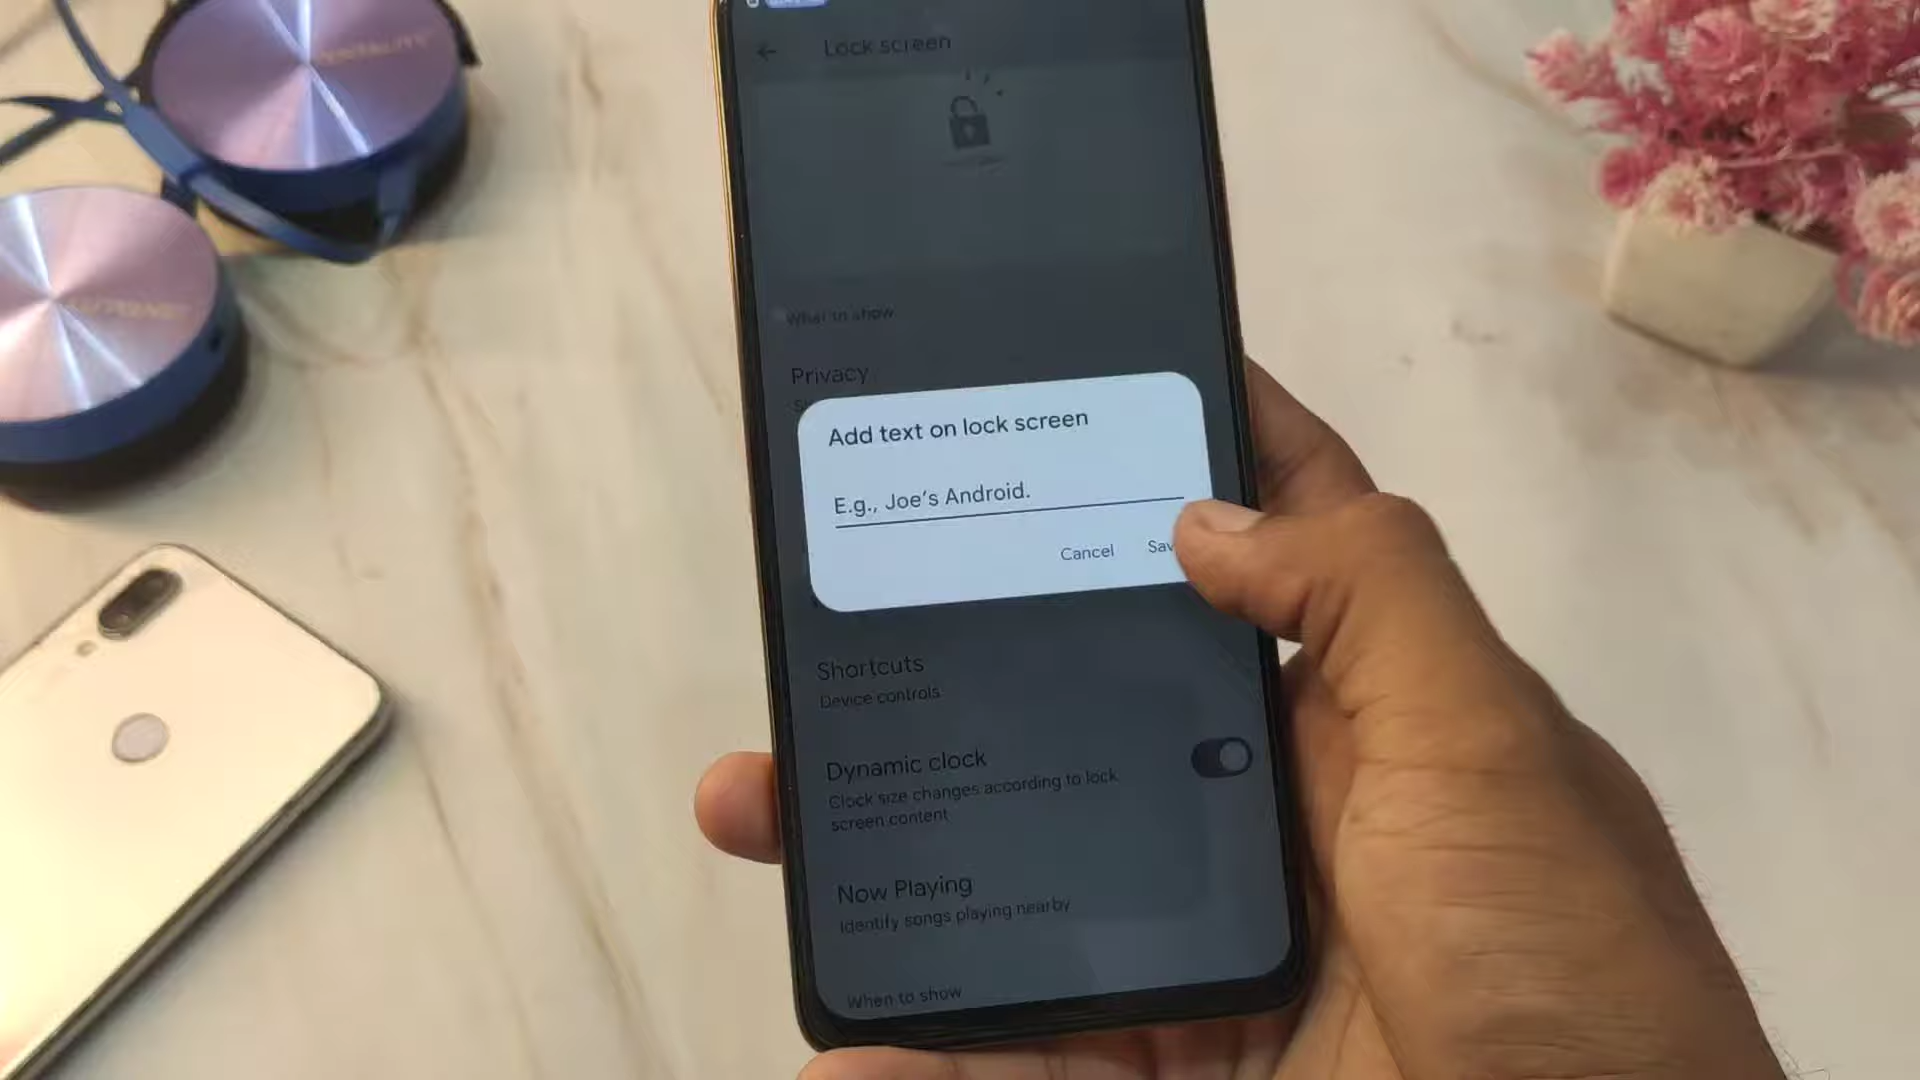 Lock screen
What to show
Privacy
Add text on lock screen
E.g., Joe's Android.
Cancel
Shortcuts
Device controls
Dynamic clock
Clock size changes according to lock
screen content
Now Playing
Identify songs playing nearby
When to show